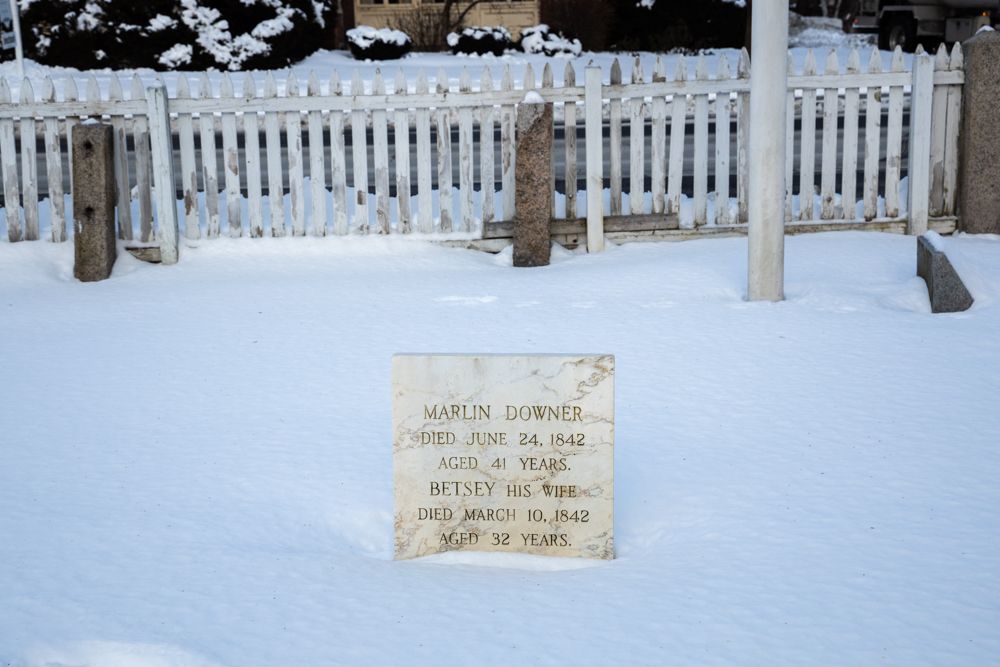 MARLIN DOWNER
DIED JUNE 24, 1842
AGED 41 YEARS.
BETSEY HIS WIFE
DIED MARCH 10, 1842
AGED 32 YEARS.